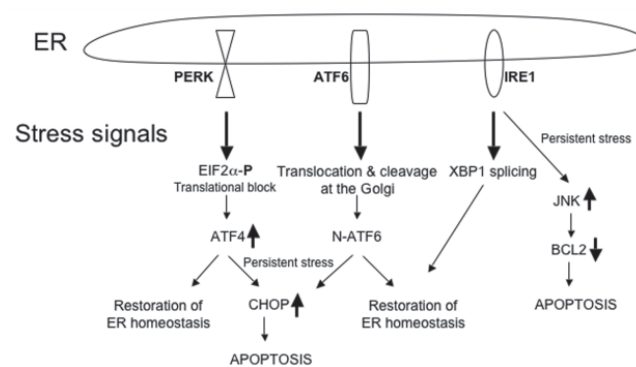 ER
PERK
ATF6
IRE1
Stress signals
Persistent stress
EIF2α-P
Translational block
Translocation & cleavage
at the Golgi
XBP1 splicing
JNK
ATF4
N-ATF6
BCL2
Persistent stress
Restoration of
ER homeostasis
CHOP
Restoration of
ER homeostasis
APOPTOSIS
APOPTOSIS